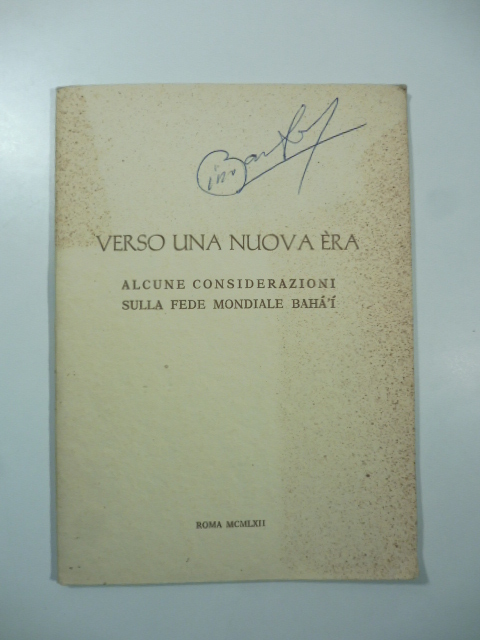 VERSO UNA NUOVA ÈRA
ALCUNE CONSIDERAZIONI
SULLA FEDE MONDIALE BAHÁ'Í
ROMA MCMLXII